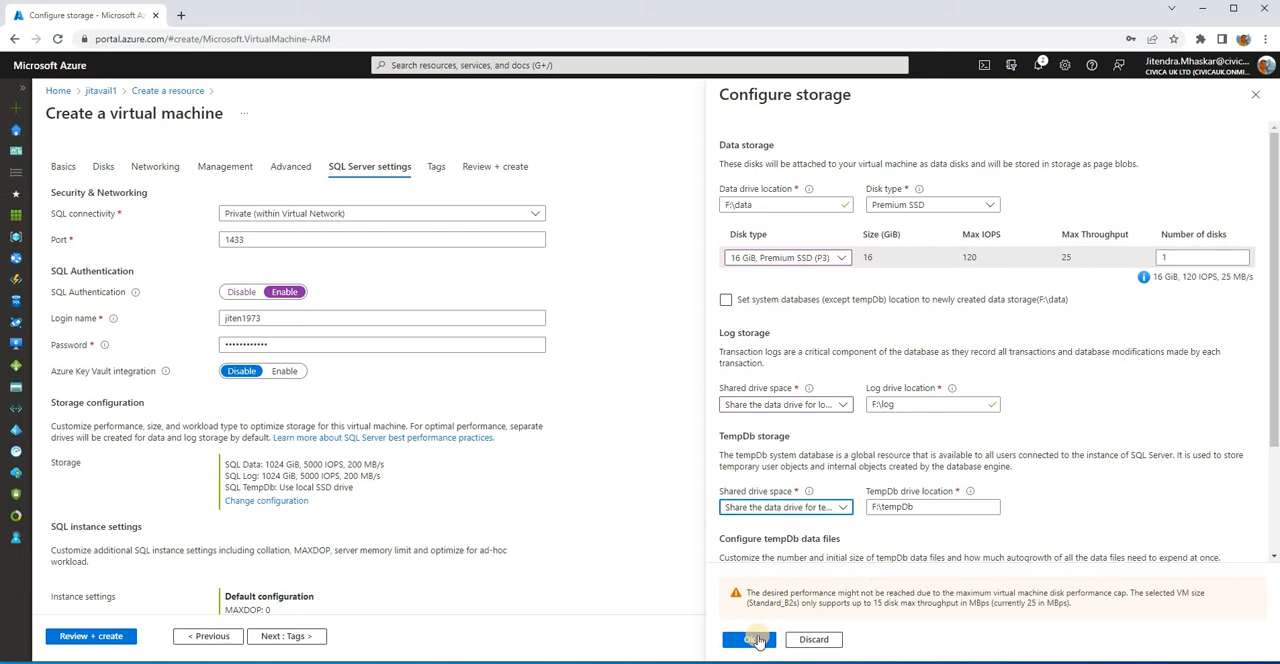 Configure storage - Microsoft Az
portal.azure.com/#create/Microsoft.VirtualMachine-ARM
Microsoft Azure
Search resources, services, and docs (G+/)
2
Jitendra.Mhaskar@civic...
CIVICA UK LTD (CIVICAUK.ONMI...
Home > jitavail1 > Create a resource >
Create a virtual machine ...
Basics Disks Networking Management Advanced SQL Server settings Tags Review + create
Security & Networking
SQL connectivity * Private (within Virtual Network)
Port * 1433
SQL Authentication
SQL Authentication Disable Enable
Login name * jiten1973
Password * ••••••••••••
Azure Key Vault integration Disable Enable
Storage configuration
Customize performance, size, and workload type to optimize storage for this virtual machine. For optimal performance, separate
drives will be created for data and log storage by default. Learn more about SQL Server best performance practices.
Storage
SQL Data: 1024 GiB, 5000 IOPS, 200 MB/s
SQL Log: 1024 GiB, 5000 IOPS, 200 MB/s
SQL TempDb: Use local SSD drive
Change configuration
SQL instance settings
Customize additional SQL instance settings including collation, MAXDOP, server memory limit and optimize for ad-hoc
workload.
Instance settings
Default configuration
MAXDOP: 0
Review + create
< Previous
Next : Tags >
Configure storage
Data storage
These disks will be attached to your virtual machine as data disks and will be stored in storage as page blobs.
Data drive location * Disk type *
F:\data Premium SSD
Disk type Size (GiB) Max IOPS Max Throughput Number of disks
16 GiB, Premium SSD (P3) 16 120 25 1
16 GiB, 120 IOPS, 25 MB/s
Set system databases (except tempDb) location to newly created data storage(F:\data)
Log storage
Transaction logs are a critical component of the database as they record all transactions and database modifications made by each
transaction.
Shared drive space * Log drive location *
Share the data drive for lo... F:\log
TempDb storage
The tempDb system database is a global resource that is available to all users connected to the instance of SQL Server. It is used to store
temporary user objects and internal objects created by the database engine.
Shared drive space * TempDb drive location *
Share the data drive for te... F:\tempDb
Configure tempDb data files
Customize the number and initial size of tempDb data files and how much autogrowth of all the data files need to expend at once.
The desired performance might not be reached due to the maximum virtual machine disk performance cap. The selected VM size
(Standard_B2s) only supports up to 15 disk max throughput in MBps (currently 25 in MBps).
Discard